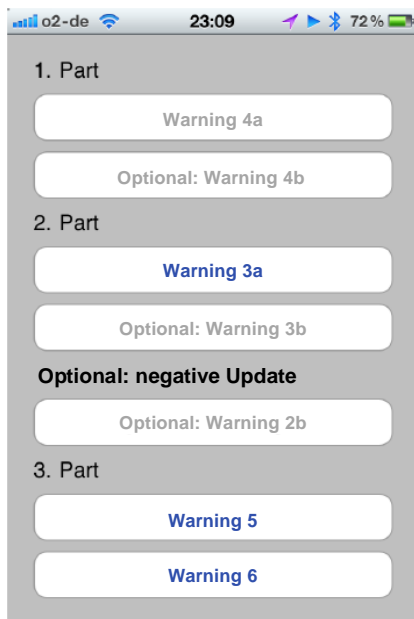 o2-de 23:09 72%
1. Part
Warning 4a
Optional: Warning 4b
2. Part
Warning 3a
Optional: Warning 3b
Optional: negative Update
Optional: Warning 2b
3. Part
Warning 5
Warning 6